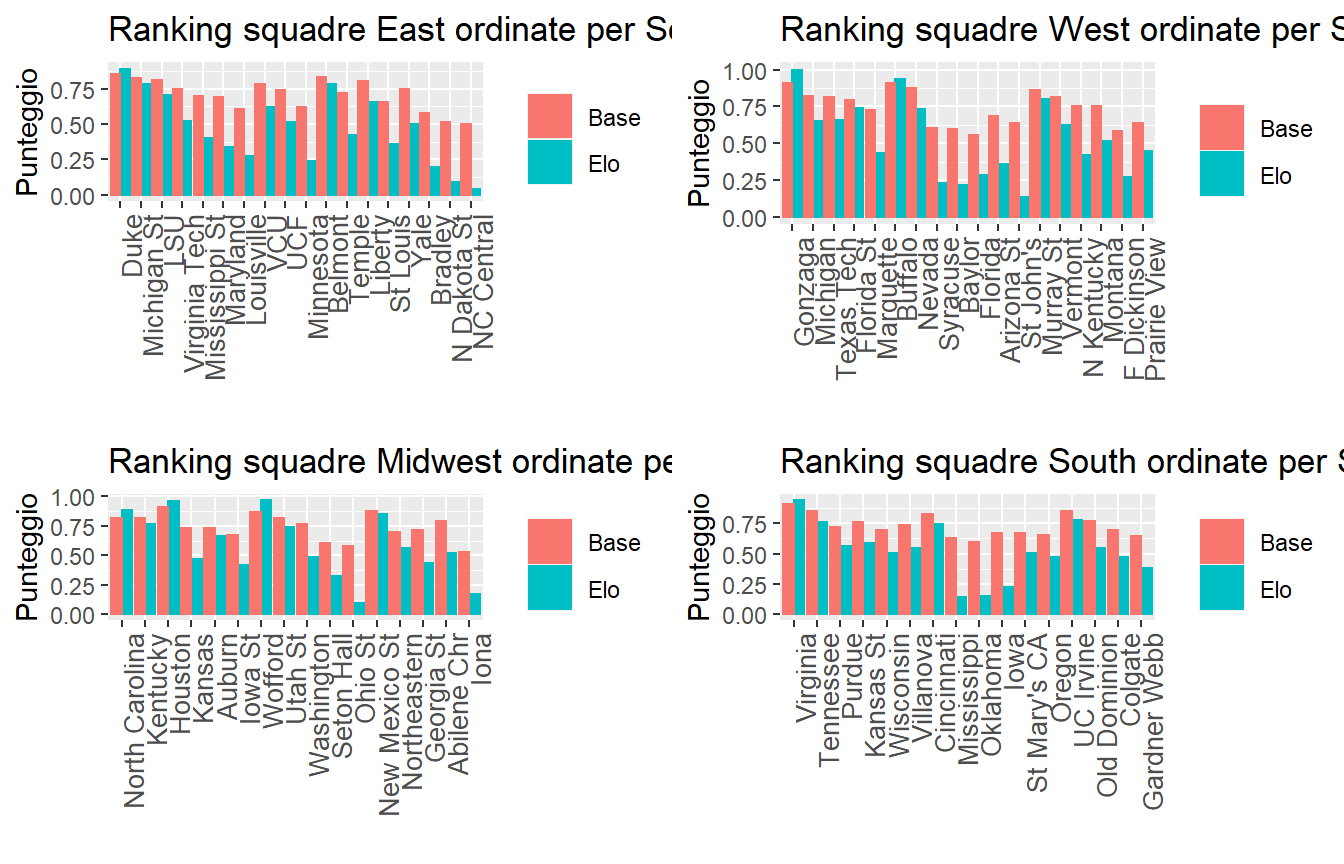 Ranking squadre East ordinate per Se
Punteggio
0.75
0.50
0.25
0.00
Duke
Michigan St
LSU
Virginia Tech
Mississippi St
Maryland
Louisville
VCU
UCF
Minnesota
Belmont
Temple
Liberty
St Louis
Yale
Bradley
N Dakota St
NC Central
Base
Elo
Ranking squadre West ordinate per S
Punteggio
1.00
0.75
0.50
0.25
0.00
Gonzaga
Michigan
Texas Tech
Florida St
Marquette
Buffalo
Nevada
Syracuse
Baylor
Florida
Arizona St
St John's
Murray St
Vermont
N Kentucky
Montana
F Dickinson
Prairie View
Base
Elo
Ranking squadre Midwest ordinate pe
Punteggio
1.00
0.75
0.50
0.25
0.00
North Carolina
Kentucky
Houston
Kansas
Auburn
Iowa St
Wofford
Utah St
Washington
Seton Hall
Ohio St
New Mexico St
Northeastern
Georgia St
Abilene Chr
Iona
Base
Elo
Ranking squadre South ordinate per S
Punteggio
0.75
0.50
0.25
0.00
Virginia
Tennessee
Purdue
Kansas St
Wisconsin
Villanova
Cincinnati
Mississippi
Oklahoma
Iowa
St Mary's CA
Oregon
UC Irvine
Old Dominion
Colgate
Gardner Webb
Base
Elo